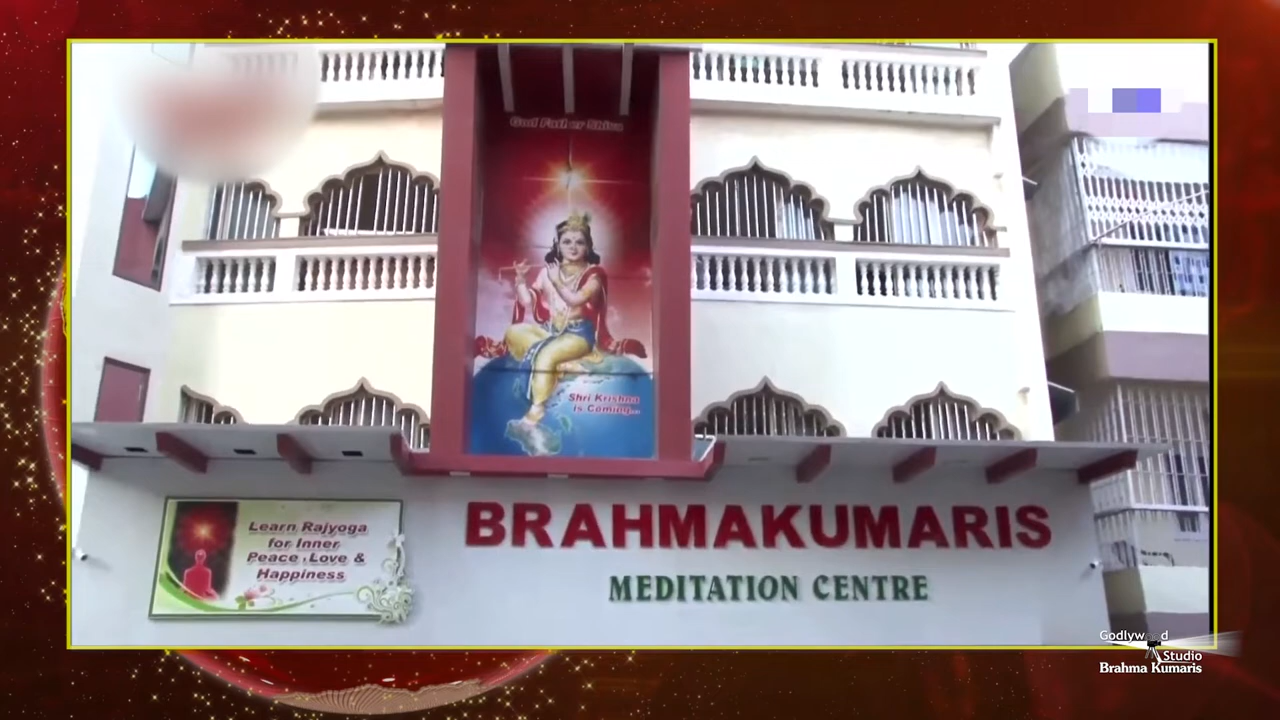 God Father Shiva
Shri Krishna
is Coming...
Learn Rajyoga
for Inner
Peace, Love &
Happiness
BRAHMAKUMARIS
MEDITATION CENTRE
Godlywood
Studio
Brahma Kumaris